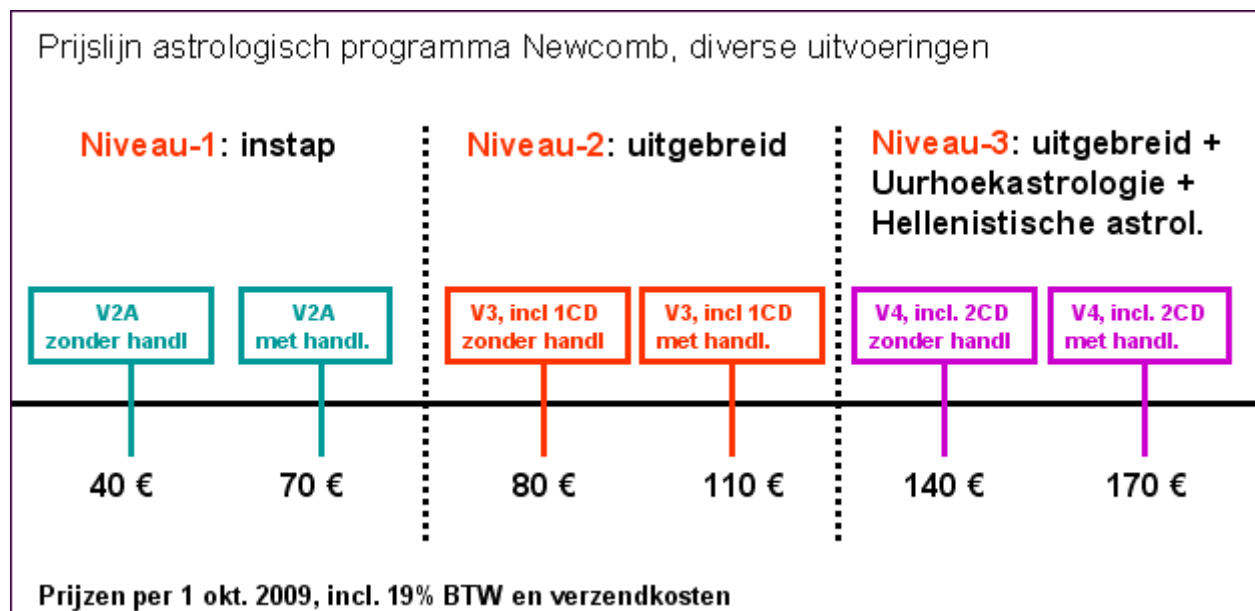 Prijslijn astrologisch programma Newcomb, diverse uitvoeringen
Niveau-1: instap
Niveau-2: uitgebreid
Niveau-3: uitgebreid +
Uurhoekastrologie +
Hellenistische astrol.
V2A
zonder handl
V2A
met handl.
V3, incl 1CD
zonder handl
V3, incl 1CD
met handl.
V4, incl. 2CD
zonder handl
V4, incl. 2CD
met handl.
40 €
70 €
80 €
110 €
140 €
170 €
Prijzen per 1 okt. 2009, incl. 19% BTW en verzendkosten